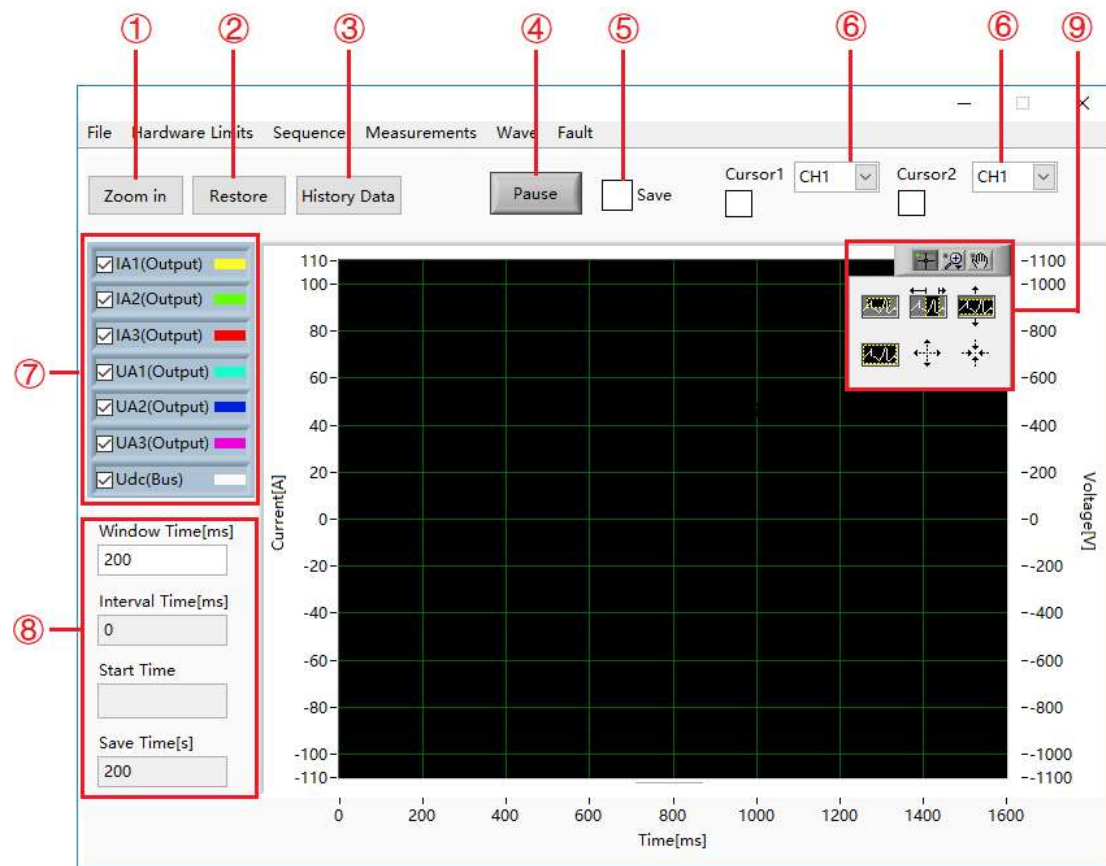 ① ② ③ ④ ⑤ ⑥ ⑥ ⑨
File Hardware Limits Sequence Measurements Wave Fault
Zoom in Restore History Data Pause Save Cursor1 CH1 Cursor2 CH1
⑦
IA1(Output)
IA2(Output)
IA3(Output)
UA1(Output)
UA2(Output)
UA3(Output)
Udc(Bus)
⑧
Window Time[ms]
200
Interval Time[ms]
0
Start Time
Save Time[s]
200
Current[A]
110
100
80
60
40
20
0
-20
-40
-60
-80
-100
-110
-1100
-1000
-800
-600
-400
-200
-0
--200
--400
--600
--800
--1000
--1100
Voltage[V]
0 200 400 600 800 1000 1200 1400 1600
Time[ms]